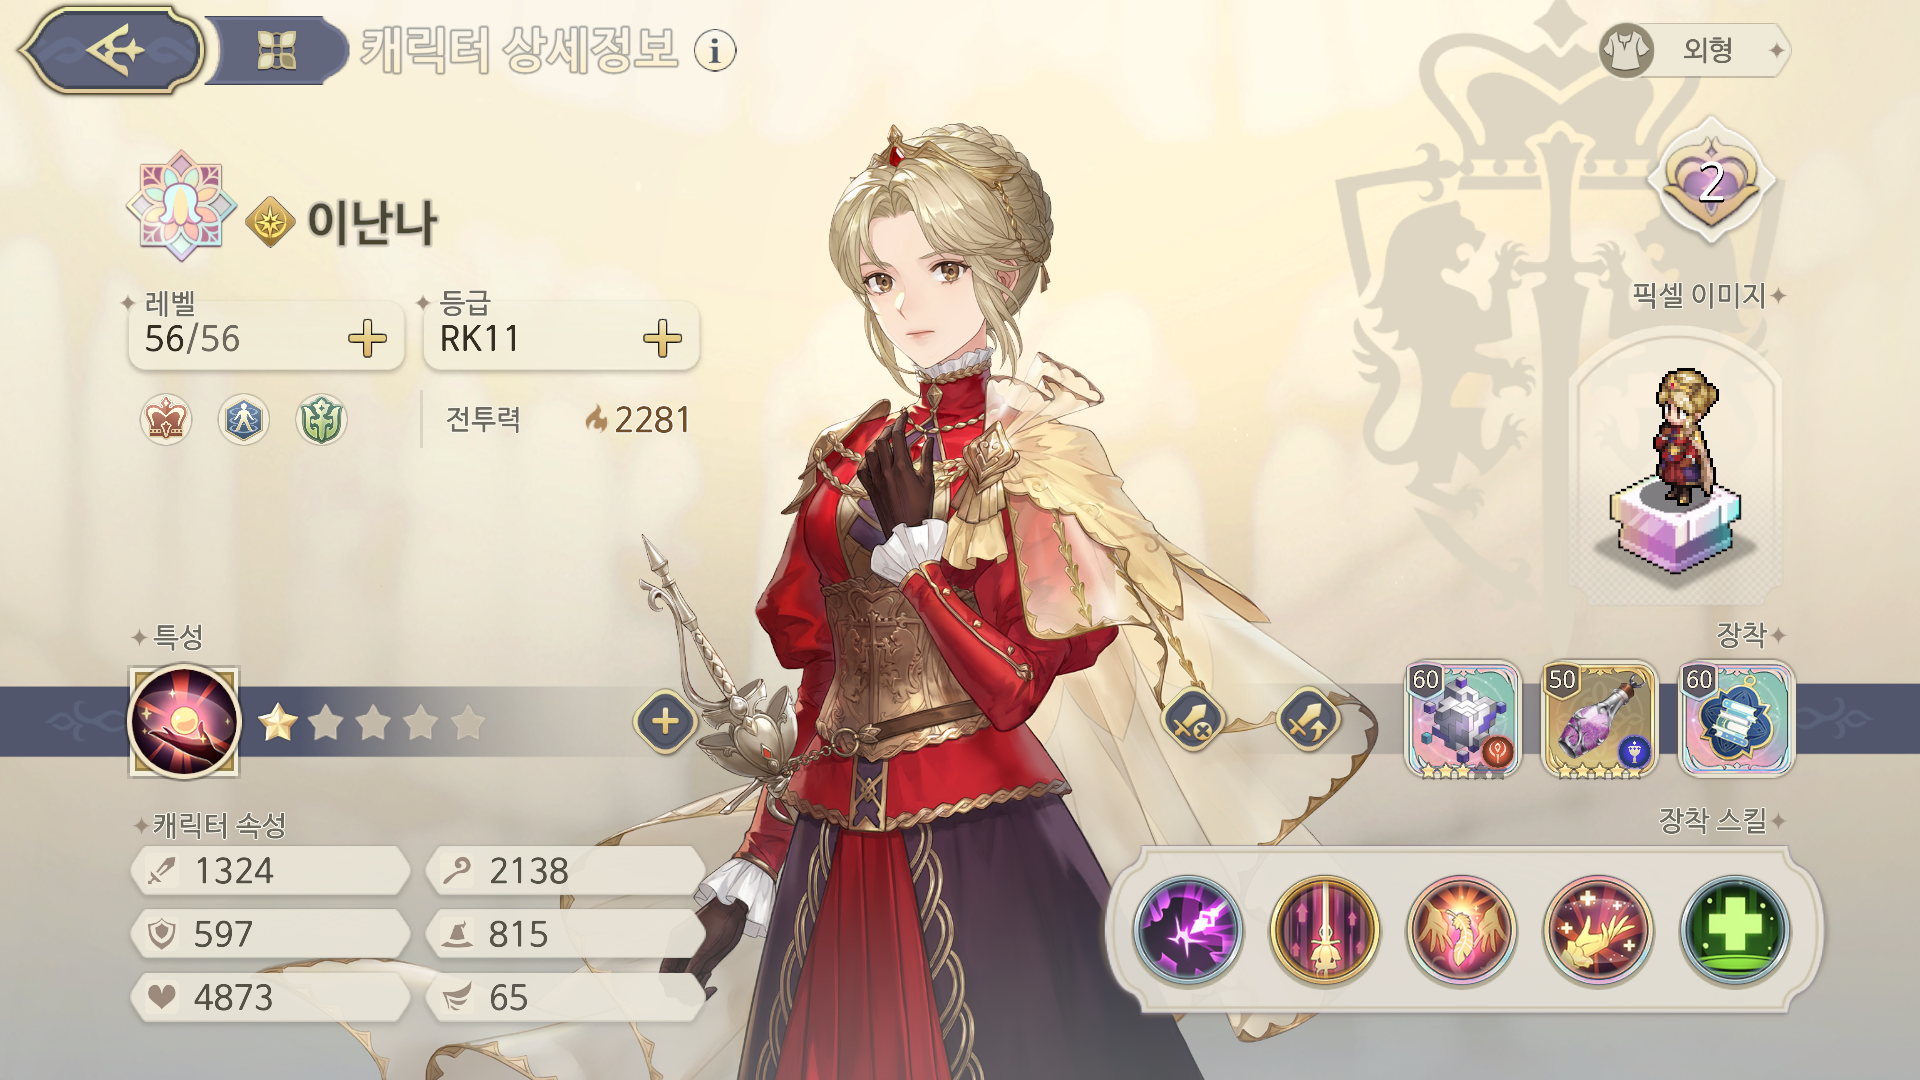 캐릭터 상세정보 i
외형
2
이난나
픽셀 이미지
레벨
56/56
등급
RK11
전투력
2281
특성
장착
60
50
60
캐릭터 속성
장착 스킬
1324
2138
597
815
4873
65